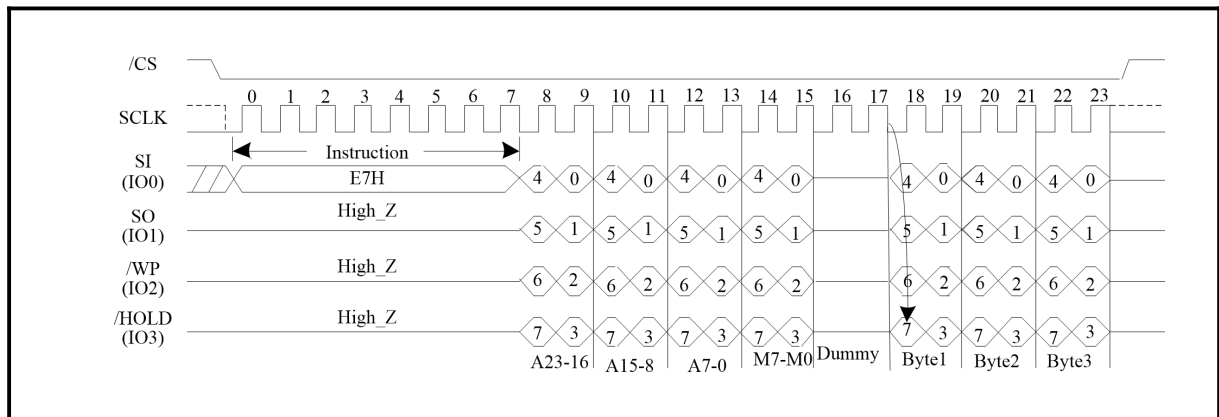 /CS
0 1 2 3 4 5 6 7 8 9 10 11 12 13 14 15 16 17 18 19 20 21 22 23
SCLK
Instruction
SI
(IO0)
E7H
4 0 4 0 4 0 4 0 4 0 4 0 4 0
SO
(IO1)
High_Z
5 1 5 1 5 1 5 1 5 1 5 1 5 1
/WP
(IO2)
High_Z
6 2 6 2 6 2 6 2 6 2 6 2 6 2
/HOLD
(IO3)
High_Z
7 3 7 3 7 3 7 3 7 3 7 3 7 3
A23-16 A15-8 A7-0 M7-M0 Dummy Byte1 Byte2 Byte3